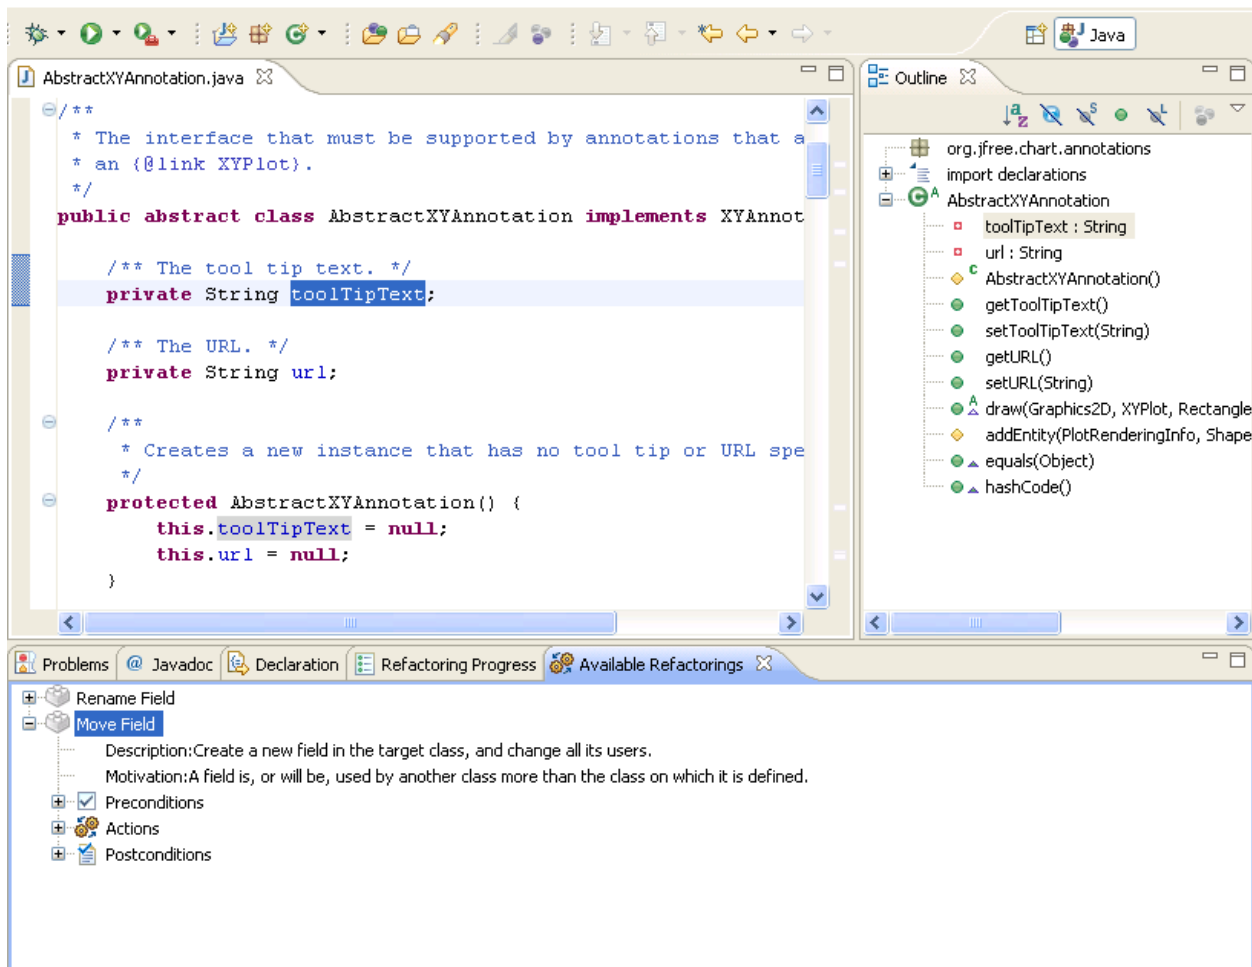 Java
AbstractXYAnnotation.java
/**
* The interface that must be supported by annotations that a
* an {@link XYPlot}.
*/
public abstract class AbstractXYAnnotation implements XYAnnot
/** The tool tip text. */
private String toolTipText;
/** The URL. */
private String url;
/**
* Creates a new instance that has no tool tip or URL spe
*/
protected AbstractXYAnnotation() {
this.toolTipText = null;
this.url = null;
}
Outline
org.jfree.chart.annotations
import declarations
AbstractXYAnnotation
toolTipText : String
url : String
AbstractXYAnnotation()
getToolTipText()
setToolTipText(String)
getURL()
setURL(String)
draw(Graphics2D, XYPlot, Rectangle
addEntity(PlotRenderingInfo, Shape
equals(Object)
hashCode()
Problems @ Javadoc Declaration Refactoring Progress Available Refactorings
Rename Field
Move Field
Description:Create a new field in the target class, and change all its users.
Motivation:A field is, or will be, used by another class more than the class on which it is defined.
Preconditions
Actions
Postconditions